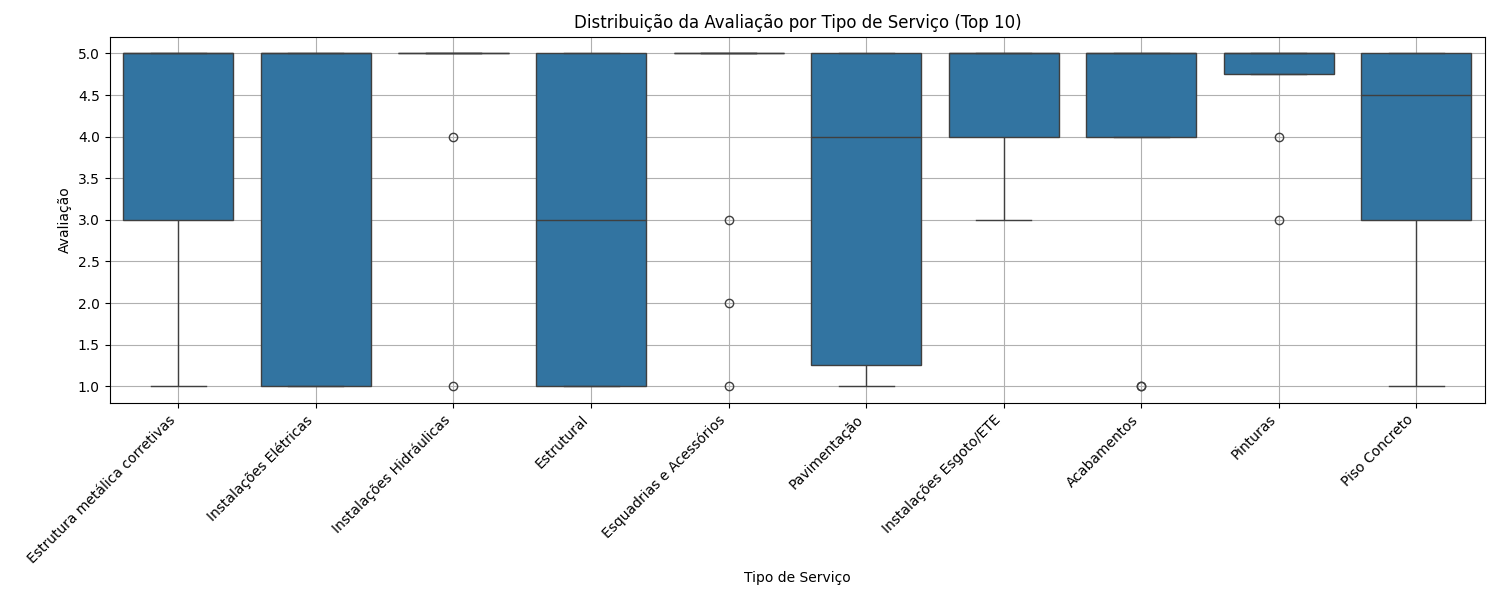 Distribuição da Avaliação por Tipo de Serviço (Top 10)
Avaliação
5.0
4.5
4.0
3.5
3.0
2.5
2.0
1.5
1.0
Estrutura metálica corretivas
Instalações Elétricas
Instalações Hidráulicas
Estrutural
Esquadrias e Acessórios
Pavimentação
Instalações Esgoto/ETE
Acabamentos
Pinturas
Piso Concreto
Tipo de Serviço